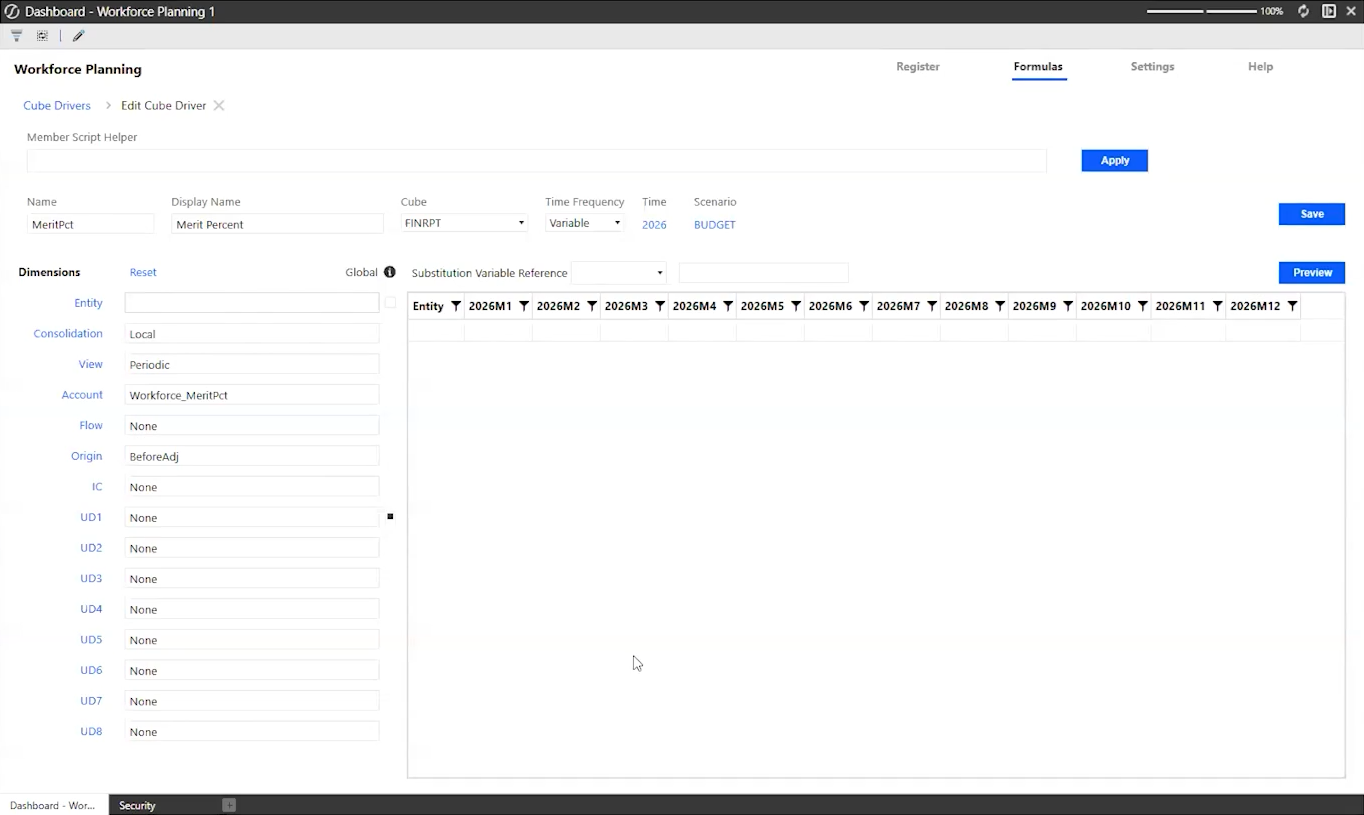 Dashboard - Workforce Planning 1 100%
Workforce Planning Register Formulas Settings Help
Cube Drivers > Edit Cube Driver
Member Script Helper
Apply
Name Display Name Cube Time Frequency Time Scenario
MeritPct Merit Percent FINRPT Variable 2026 BUDGET Save
Dimensions Reset Global Substitution Variable Reference Preview
Entity
Entity 2026M1 2026M2 2026M3 2026M4 2026M5 2026M6 2026M7 2026M8 2026M9 2026M10 2026M11 2026M12
Consolidation Local
View Periodic
Account Workforce_MeritPct
Flow None
Origin BeforeAdj
IC None
UD1 None
UD2 None
UD3 None
UD4 None
UD5 None
UD6 None
UD7 None
UD8 None
Dashboard - Wor... Security +